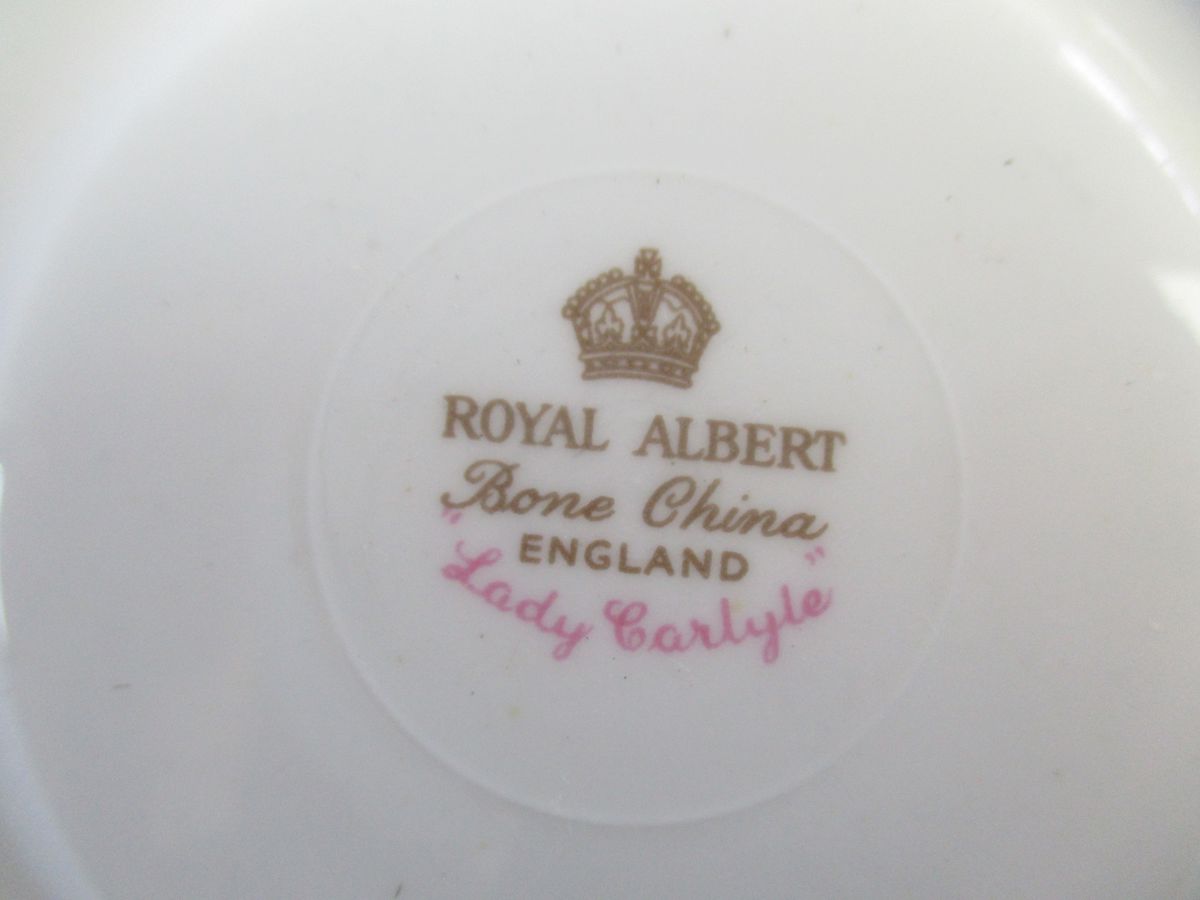 ROYAL ALBERT
Bone China
ENGLAND
"Lady Carlyle"